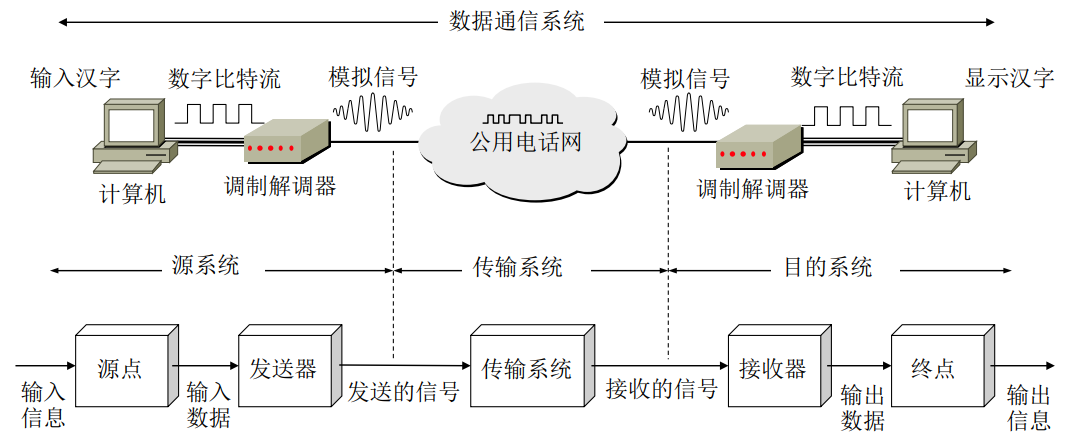 数据通信系统
输入汉字
数字比特流
模拟信号
模拟信号
数字比特流
显示汉字
公用电话网
计算机
调制解调器
调制解调器
计算机
源系统
传输系统
目的系统
源点
发送器
传输系统
接收器
终点
输入
信息
输入
数据
发送的信号
接收的信号
输出
数据
输出
信息